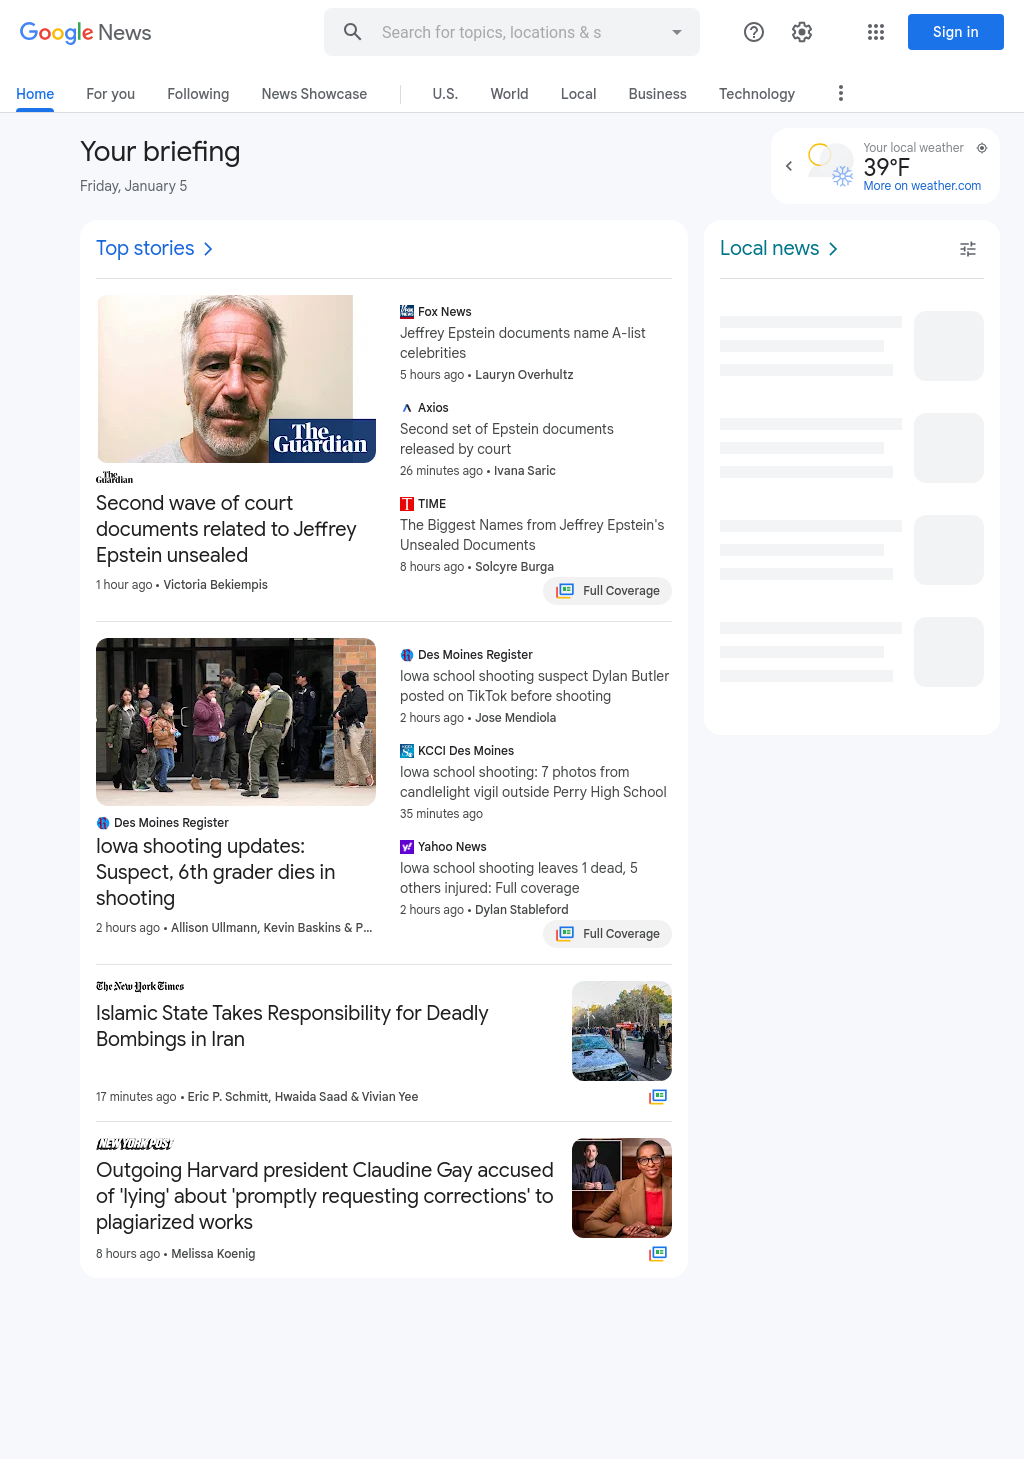 Google News
Search for topics, locations & s
Sign in
Home
For you
Following
News Showcase
U.S.
World
Local
Business
Technology
Your briefing
Friday, January 5
Your local weather
39°F
More on weather.com
Top stories
The
Guardian
The
Guardian
Second wave of court
documents related to Jeffrey
Epstein unsealed
1 hour ago • Victoria Bekiempis
Fox News
Jeffrey Epstein documents name A-list
celebrities
5 hours ago • Lauryn Overhultz
Axios
Second set of Epstein documents
released by court
26 minutes ago • Ivana Saric
TIME
The Biggest Names from Jeffrey Epstein's
Unsealed Documents
8 hours ago • Solcyre Burga
Full Coverage
Des Moines Register
Iowa shooting updates:
Suspect, 6th grader dies in
shooting
2 hours ago • Allison Ullmann, Kevin Baskins & P...
Des Moines Register
Iowa school shooting suspect Dylan Butler
posted on TikTok before shooting
2 hours ago • Jose Mendiola
KCCI Des Moines
Iowa school shooting: 7 photos from
candlelight vigil outside Perry High School
35 minutes ago
Yahoo News
Iowa school shooting leaves 1 dead, 5
others injured: Full coverage
2 hours ago • Dylan Stableford
Full Coverage
The New York Times
Islamic State Takes Responsibility for Deadly
Bombings in Iran
17 minutes ago • Eric P. Schmitt, Hwaida Saad & Vivian Yee
NEW YORK POST
Outgoing Harvard president Claudine Gay accused
of 'lying' about 'promptly requesting corrections' to
plagiarized works
8 hours ago • Melissa Koenig
Local news